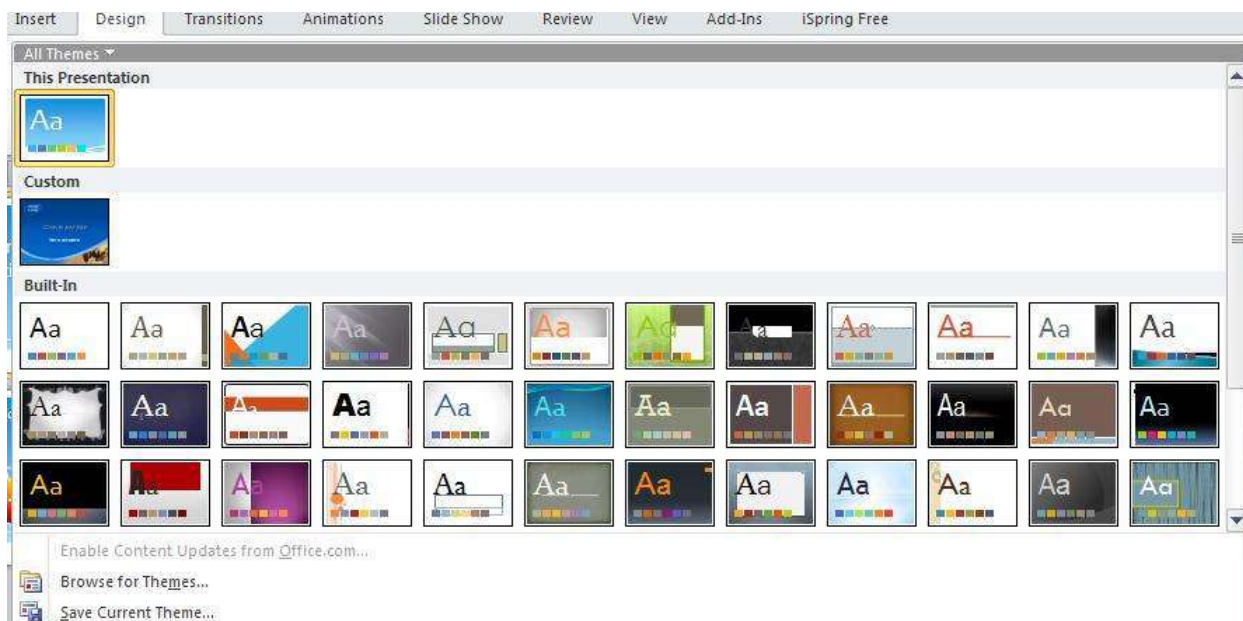 Insert Design Transitions Animations Slide Show Review View Add-Ins iSpring Free
All Themes
This Presentation
Aa
Custom
Built-In
Aa Aa Aa Aa Aa Aa Aa Aa Aa Aa Aa Aa
Aa Aa Aa Aa Aa Aa Aa Aa Aa Aa Aa Aa
Aa Aa Aa Aa Aa Aa Aa Aa Aa Aa Aa Aa
Enable Content Updates from Office.com...
Browse for Themes...
Save Current Theme...